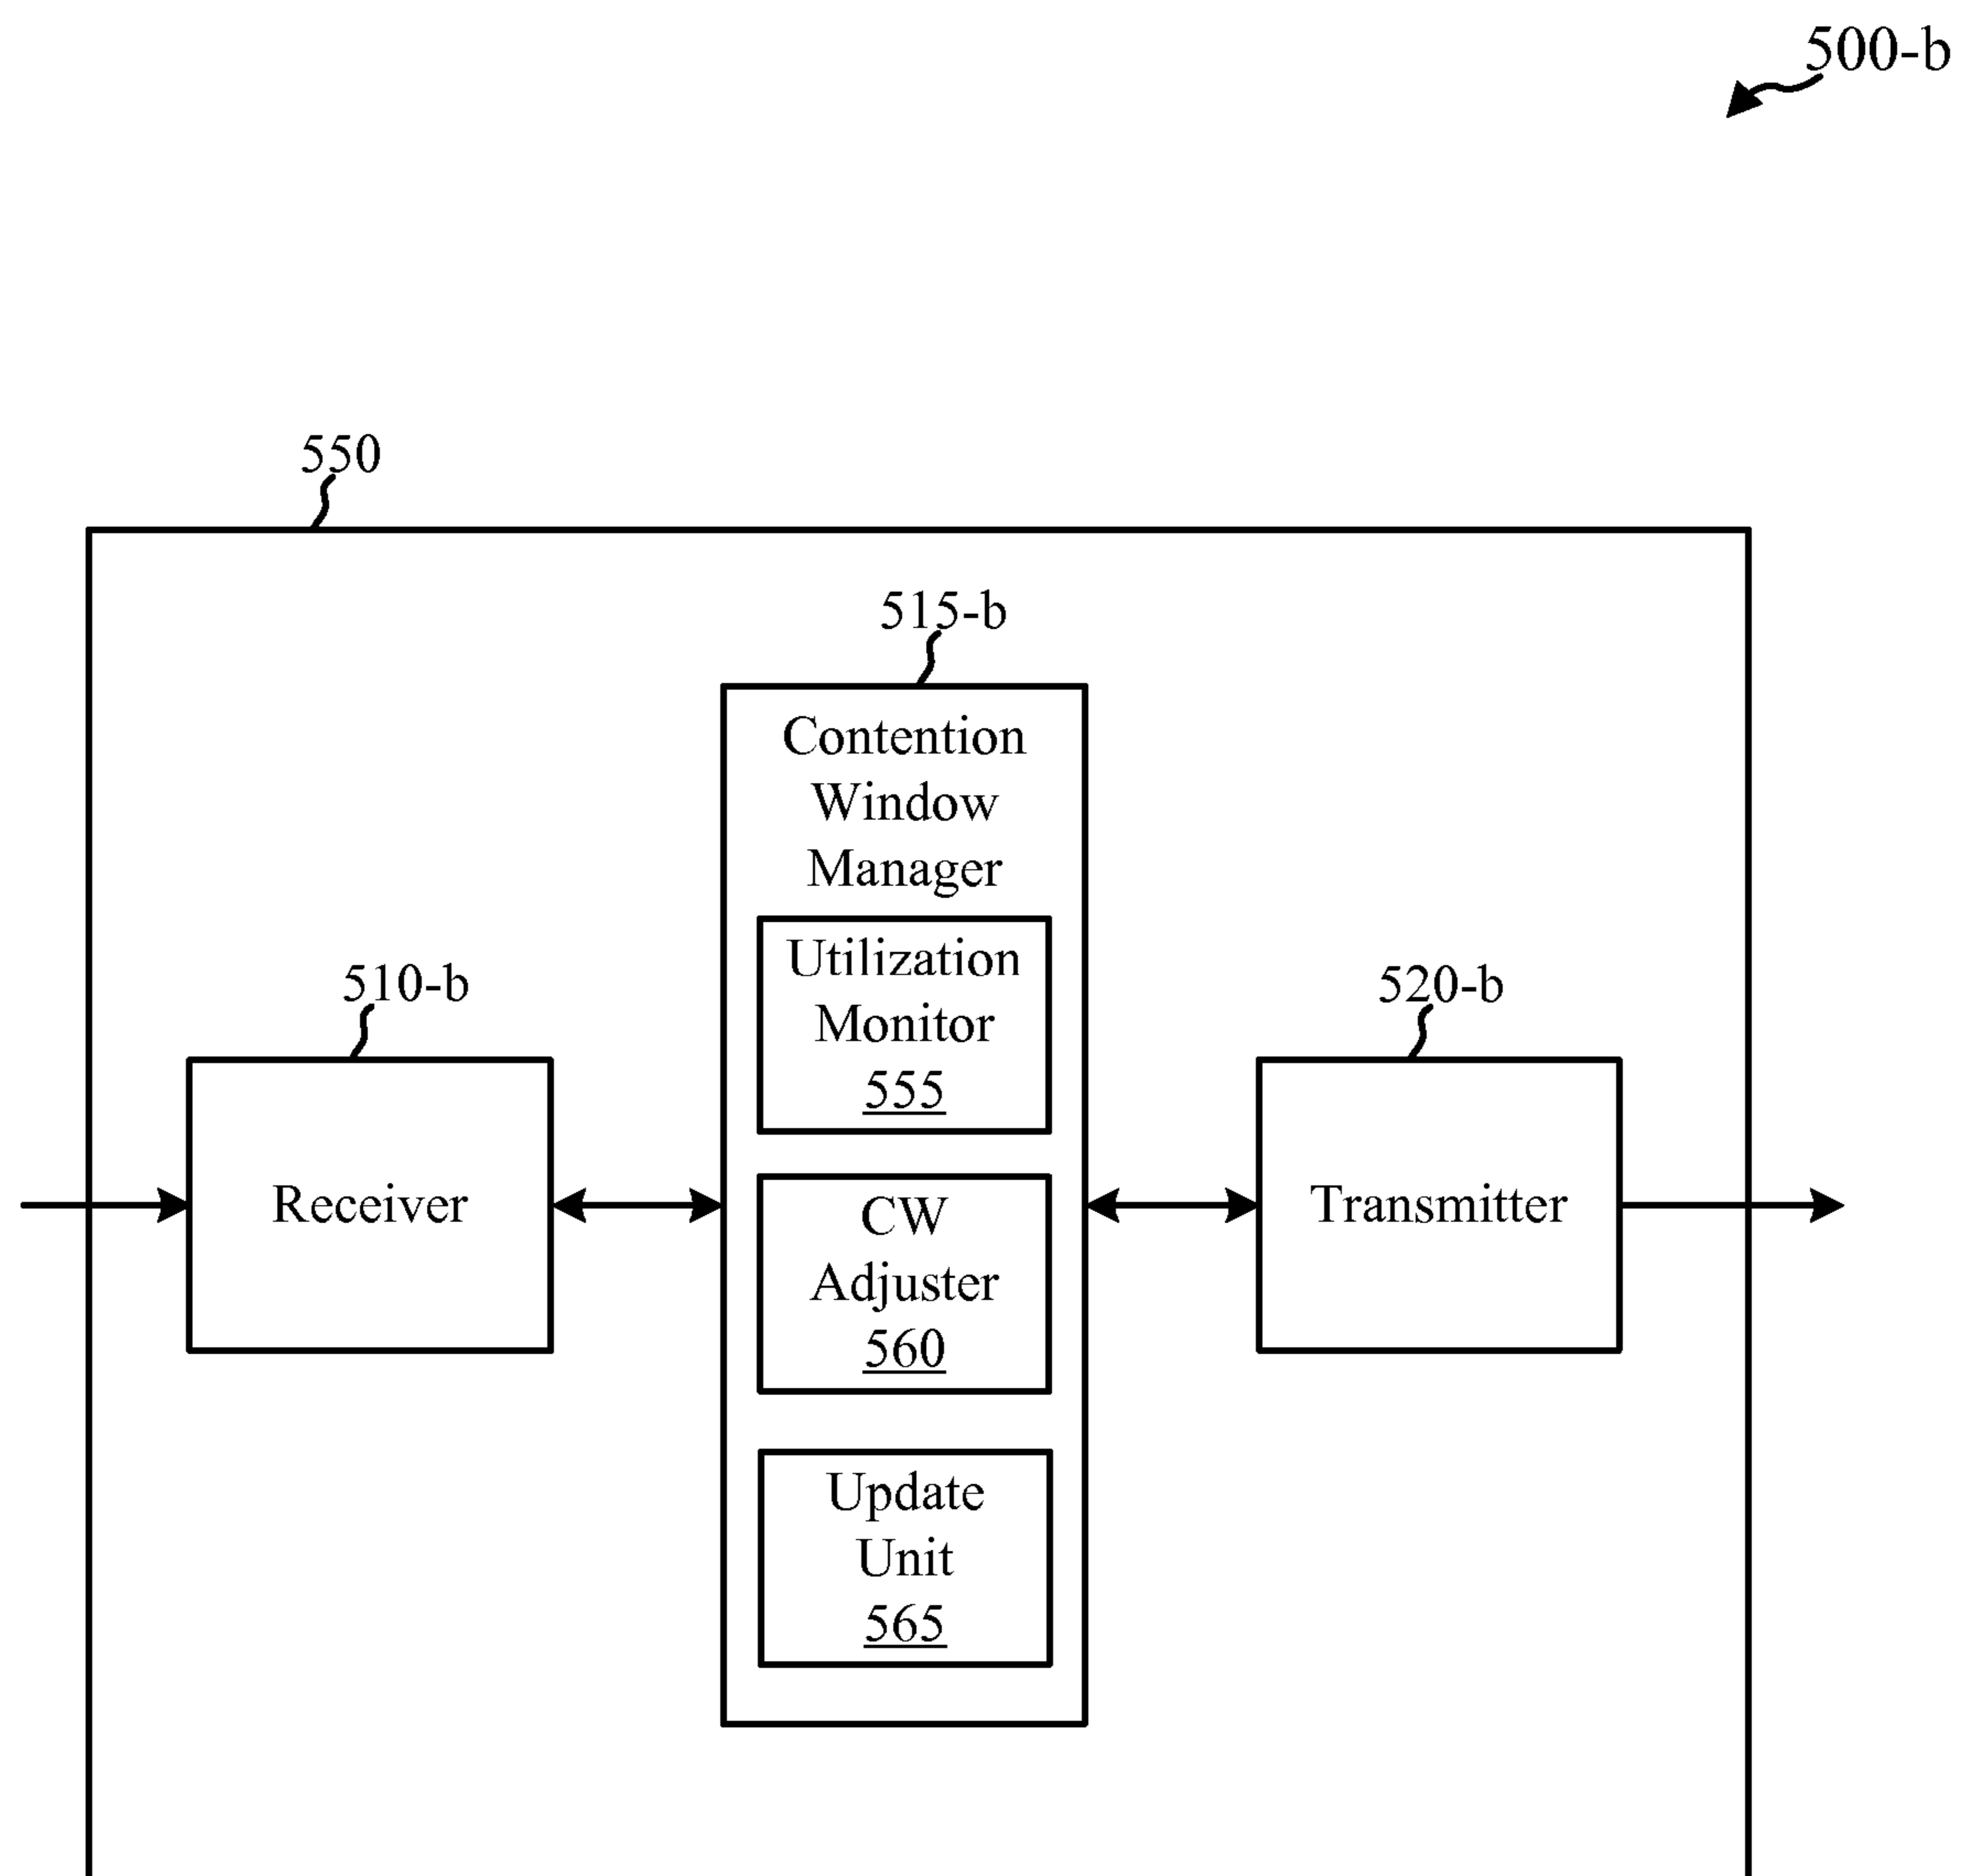 500-b
550
515-b
Contention
Window
Manager
Utilization
Monitor
555
510-b
520-b
Receiver
CW
Adjuster
560
Transmitter
Update
Unit
565